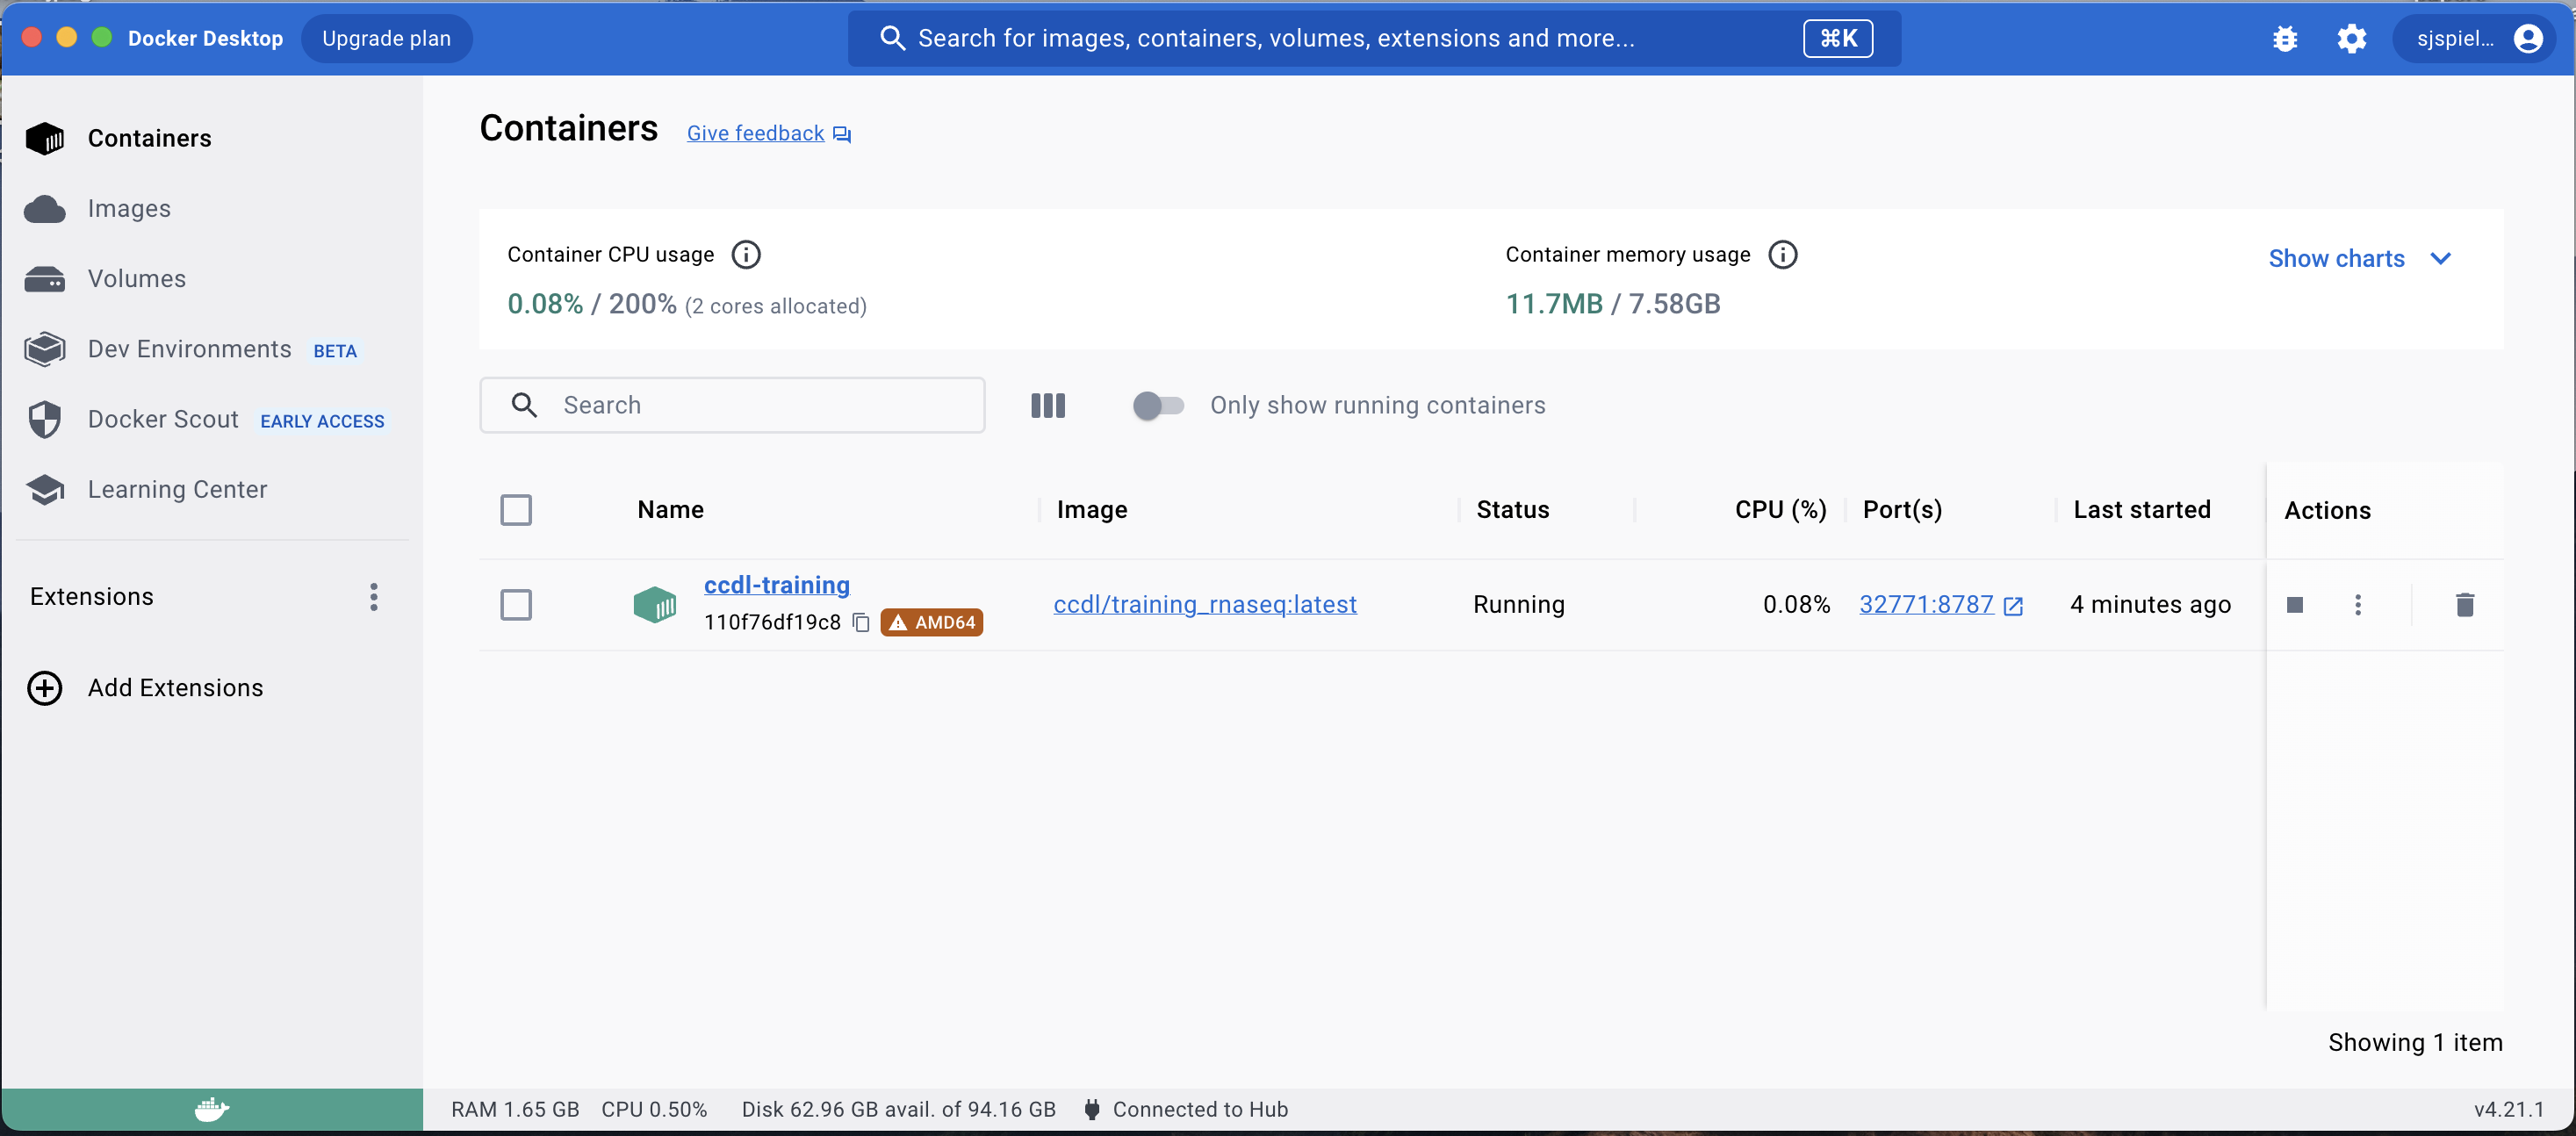 Docker Desktop
Upgrade plan
Search for images, containers, volumes, extensions and more...
⌘K
sjspiel...
Containers
Images
Volumes
Dev Environments BETA
Docker Scout EARLY ACCESS
Learning Center
Extensions
Add Extensions
Containers
Give feedback
Container CPU usage
0.08% / 200% (2 cores allocated)
Container memory usage
11.7MB / 7.58GB
Show charts
Search
Only show running containers
Name Image Status CPU (%) Port(s) Last started Actions
ccdl-training
110f76df19c8 AMD64
ccdl/training_rnaseq:latest
Running
0.08%
32771:8787
4 minutes ago
Showing 1 item
RAM 1.65 GB CPU 0.50% Disk 62.96 GB avail. of 94.16 GB Connected to Hub
v4.21.1